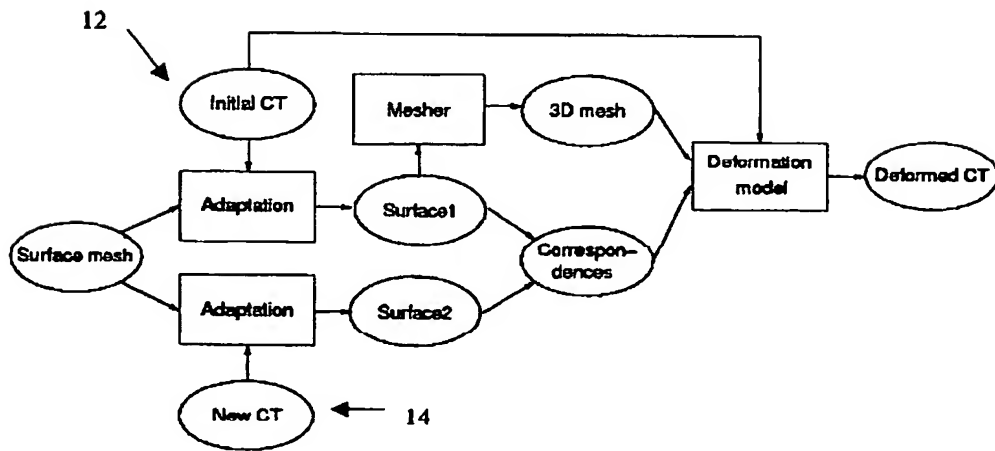 12
Initial CT
Mesher
3D mesh
Deformation
model
Deformed CT
Adaptation
Surface1
Surface mesh
Correspon-
dences
Adaptation
Surface2
New CT
14